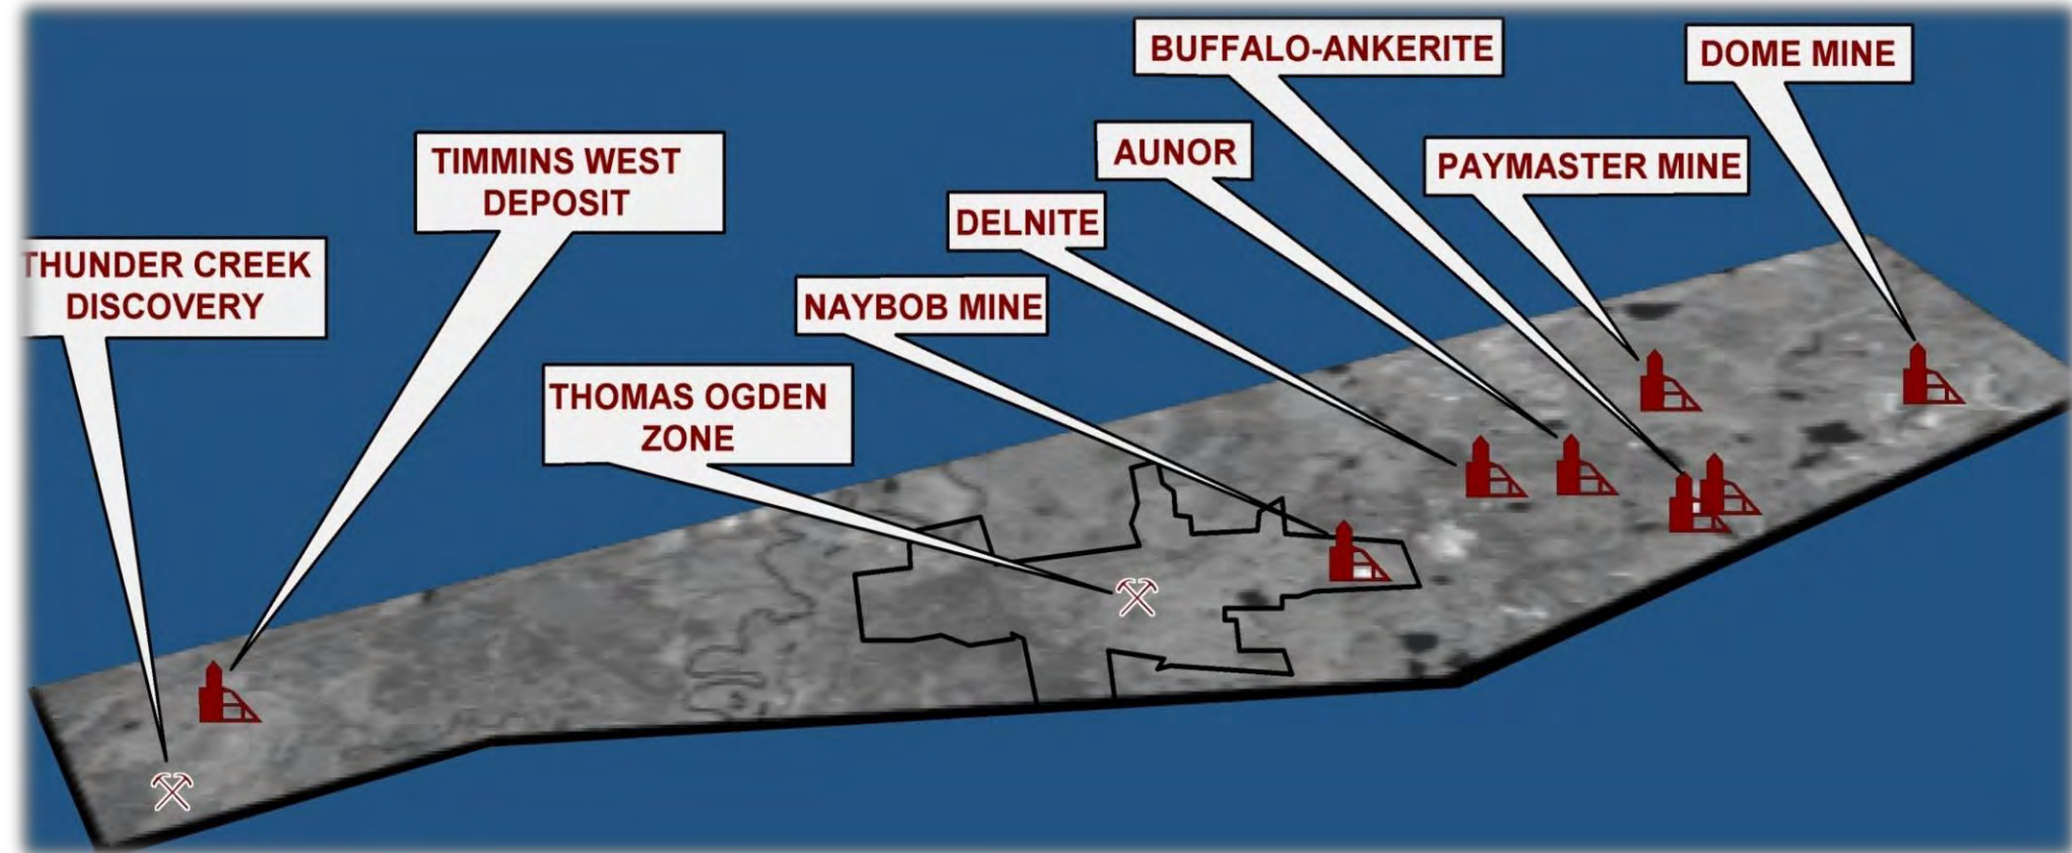 BUFFALO-ANKERITE
DOME MINE
TIMMINS WEST
DEPOSIT
AUNOR
PAYMASTER MINE
DELNITE
THUNDER CREEK
DISCOVERY
NAYBOB MINE
THOMAS OGDEN
ZONE